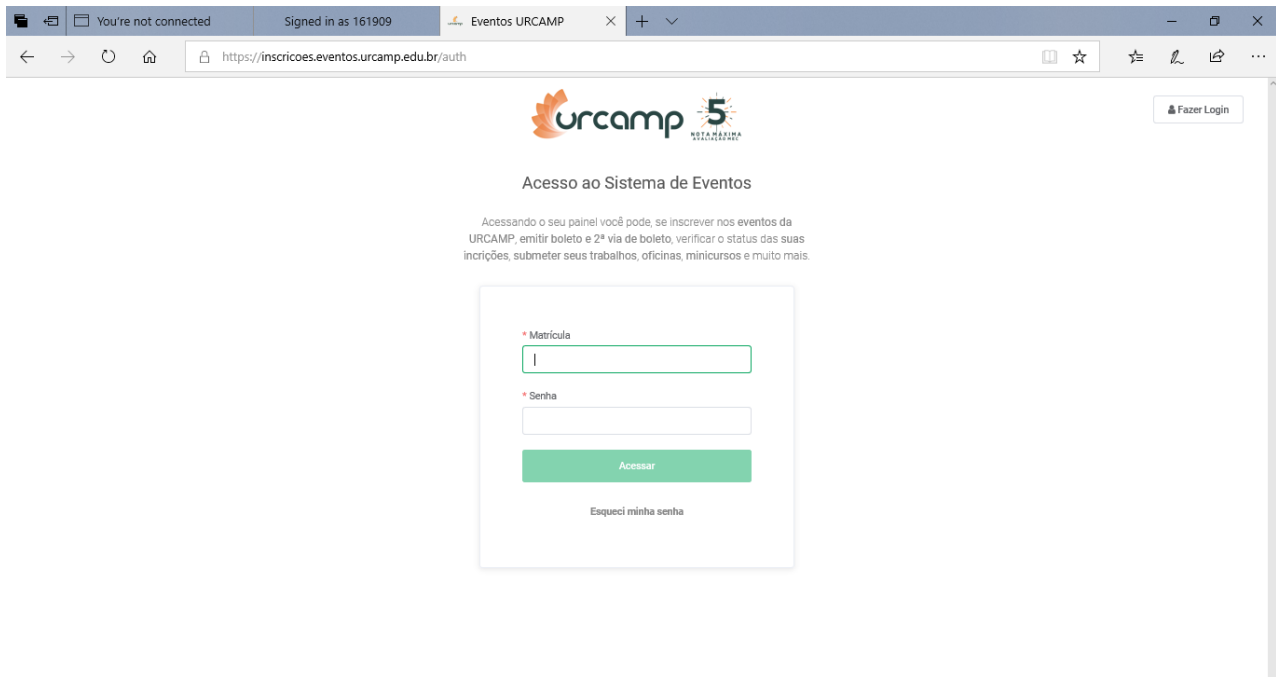 You're not connected
Signed in as 161909
Eventos URCAMP
https://inscricoes.eventos.urcamp.edu.br/auth
urcamp 5
NOTA MÁXIMA
AVALIAÇÃO MEC
Fazer Login
Acesso ao Sistema de Eventos
Acessando o seu painel você pode, se inscrever nos eventos da
URCAMP, emitir boleto e 2ª via de boleto, verificar o status das suas
incrições, submeter seus trabalhos, oficinas, minicursos e muito mais.
* Matrícula
* Senha
Acessar
Esqueci minha senha